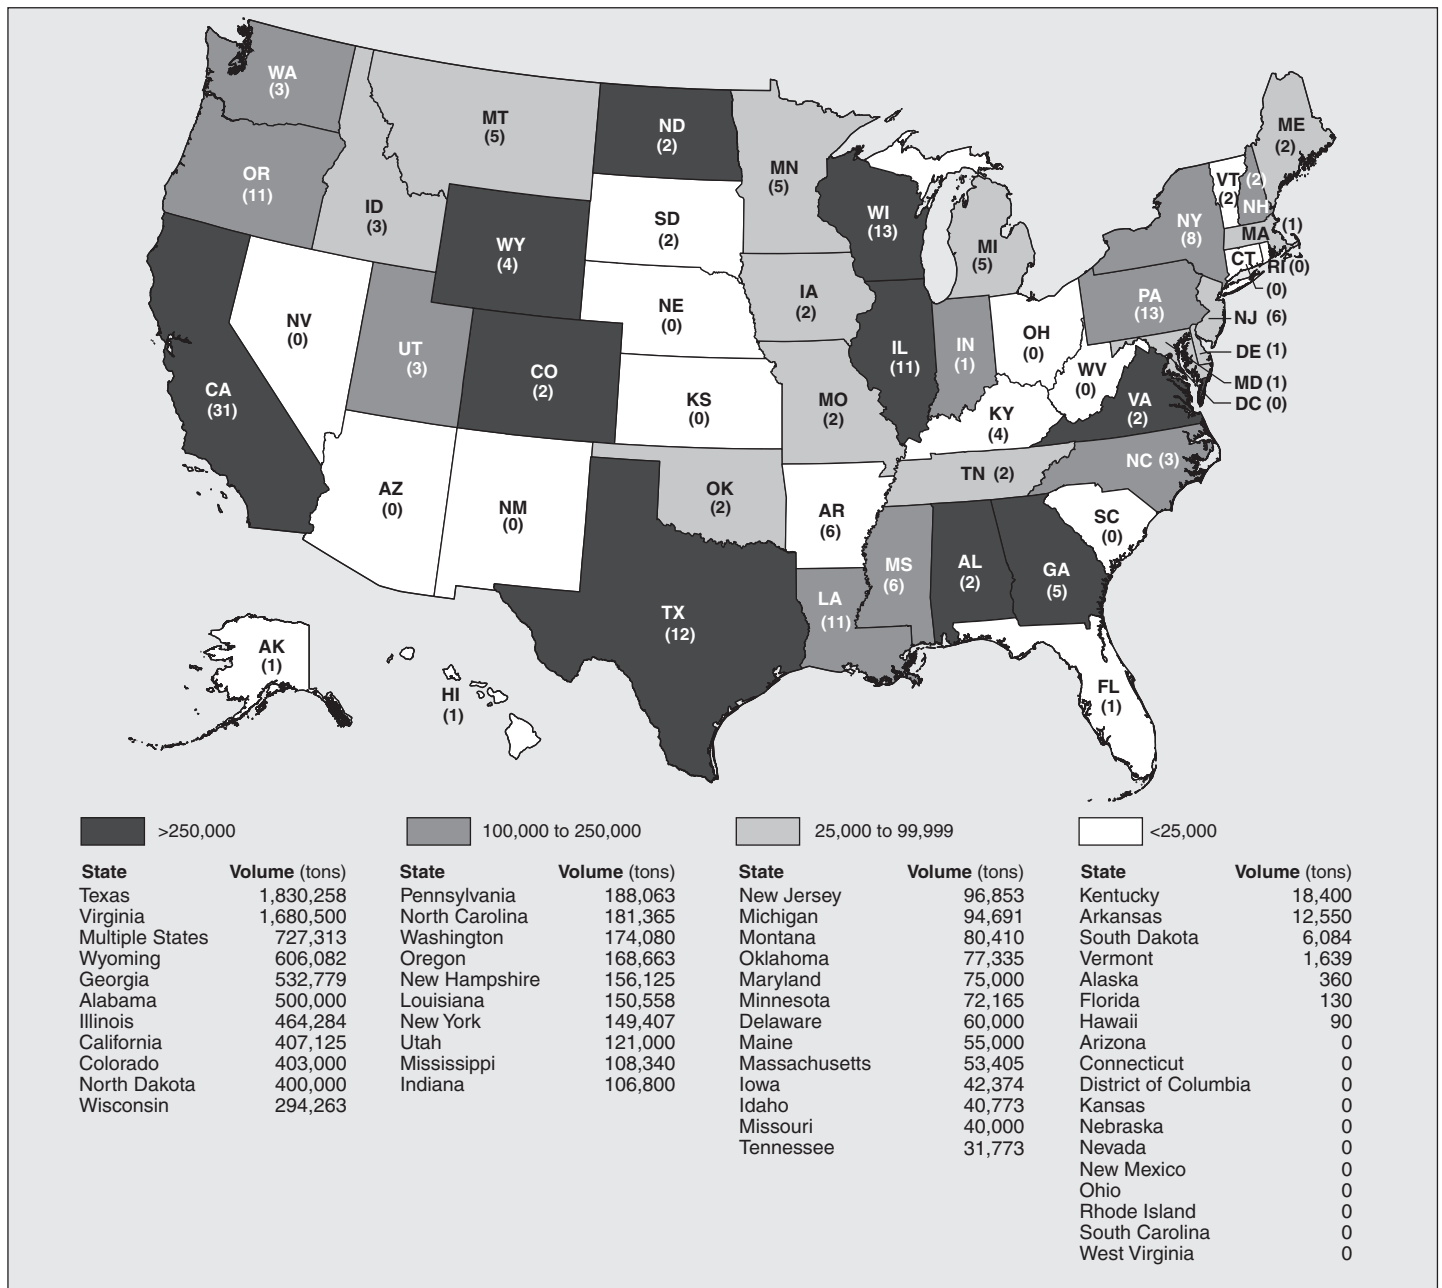 WA
(3)
MT
(5)
ND
(2)
MN
(5)
ME
(2)
OR
(11)
ID
(3)
WY
(4)
SD
(2)
WI
(13)
MI
(5)
NY
(8)
VT
(2)
(2)
NH
MA
(1)
CT
(0)
RI (0)
NV
(0)
UT
(3)
CO
(2)
NE
(0)
IA
(2)
IL
(11)
IN
(1)
OH
(0)
PA
(13)
NJ (6)
DE (1)
MD (1)
DC (0)
CA
(31)
KS
(0)
MO
(2)
KY
(4)
WV
(0)
VA
(2)
AZ
(0)
NM
(0)
OK
(2)
AR
(6)
TN (2)
NC (3)
SC
(0)
TX
(12)
LA
(11)
MS
(6)
AL
(2)
GA
(5)
FL
(1)
AK
(1)
HI
(1)
>250,000
State Volume (tons)
Texas 1,830,258
Virginia 1,680,500
Multiple States 727,313
Wyoming 606,082
Georgia 532,779
Alabama 500,000
Illinois 464,284
California 407,125
Colorado 403,000
North Dakota 400,000
Wisconsin 294,263
100,000 to 250,000
State Volume (tons)
Pennsylvania 188,063
North Carolina 181,365
Washington 174,080
Oregon 168,663
New Hampshire 156,125
Louisiana 150,558
New York 149,407
Utah 121,000
Mississippi 108,340
Indiana 106,800
25,000 to 99,999
State Volume (tons)
New Jersey 96,853
Michigan 94,691
Montana 80,410
Oklahoma 77,335
Maryland 75,000
Minnesota 72,165
Delaware 60,000
Maine 55,000
Massachusetts 53,405
Iowa 42,374
Idaho 40,773
Missouri 40,000
Tennessee 31,773
<25,000
State Volume (tons)
Kentucky 18,400
Arkansas 12,550
South Dakota 6,084
Vermont 1,639
Alaska 360
Florida 130
Hawaii 90
Arizona 0
Connecticut 0
District of Columbia 0
Kansas 0
Nebraska 0
Nevada 0
New Mexico 0
Ohio 0
Rhode Island 0
South Carolina 0
West Virginia 0